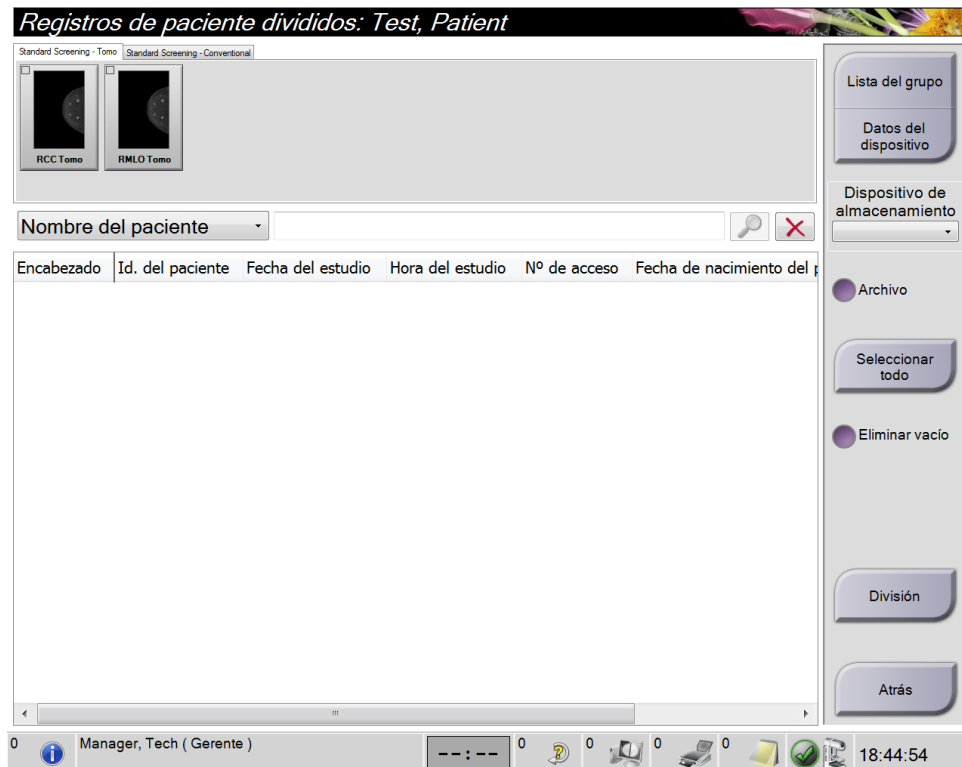 Registros de paciente divididos: Test, Patient
Standard Screening - Tomo
Standard Screening - Conventional
RCC Tomo
RMLO Tomo
Lista del grupo
Datos del
dispositivo
Dispositivo de
almacenamiento
Nombre del paciente
Encabezado Id. del paciente Fecha del estudio Hora del estudio Nº de acceso Fecha de nacimiento del p
Archivo
Seleccionar
todo
Eliminar vacío
División
Atrás
0 Manager, Tech ( Gerente ) --:-- 0 0 0 0 18:44:54